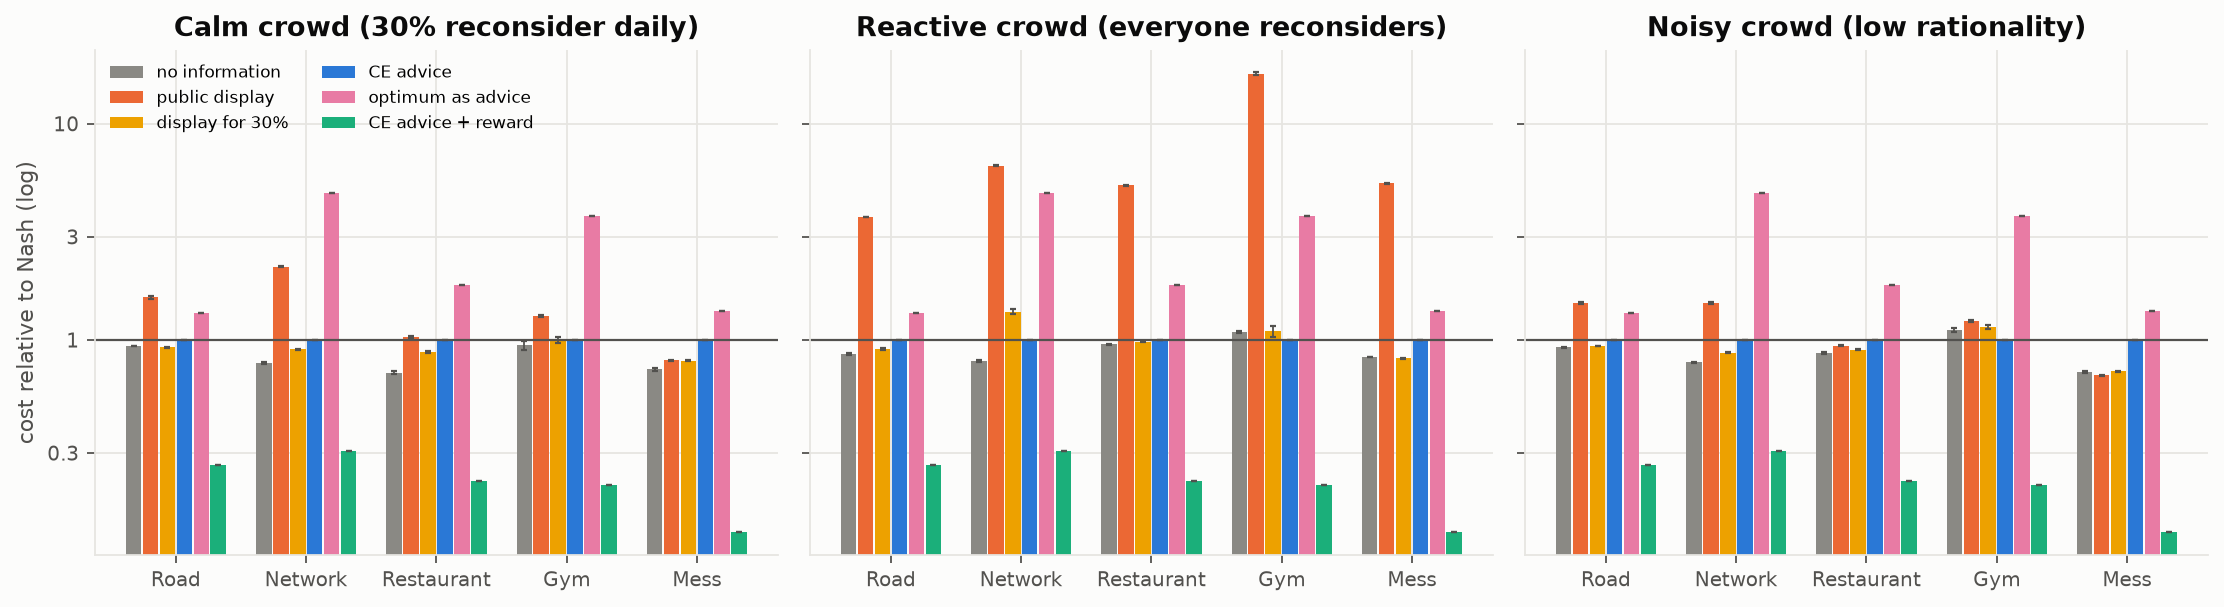 Calm crowd (30% reconsider daily)
Reactive crowd (everyone reconsiders)
Noisy crowd (low rationality)
no information
public display
display for 30%
CE advice
optimum as advice
CE advice + reward
cost relative to Nash (log)
10
3
1
0.3
Road Network Restaurant Gym Mess
Road Network Restaurant Gym Mess
Road Network Restaurant Gym Mess